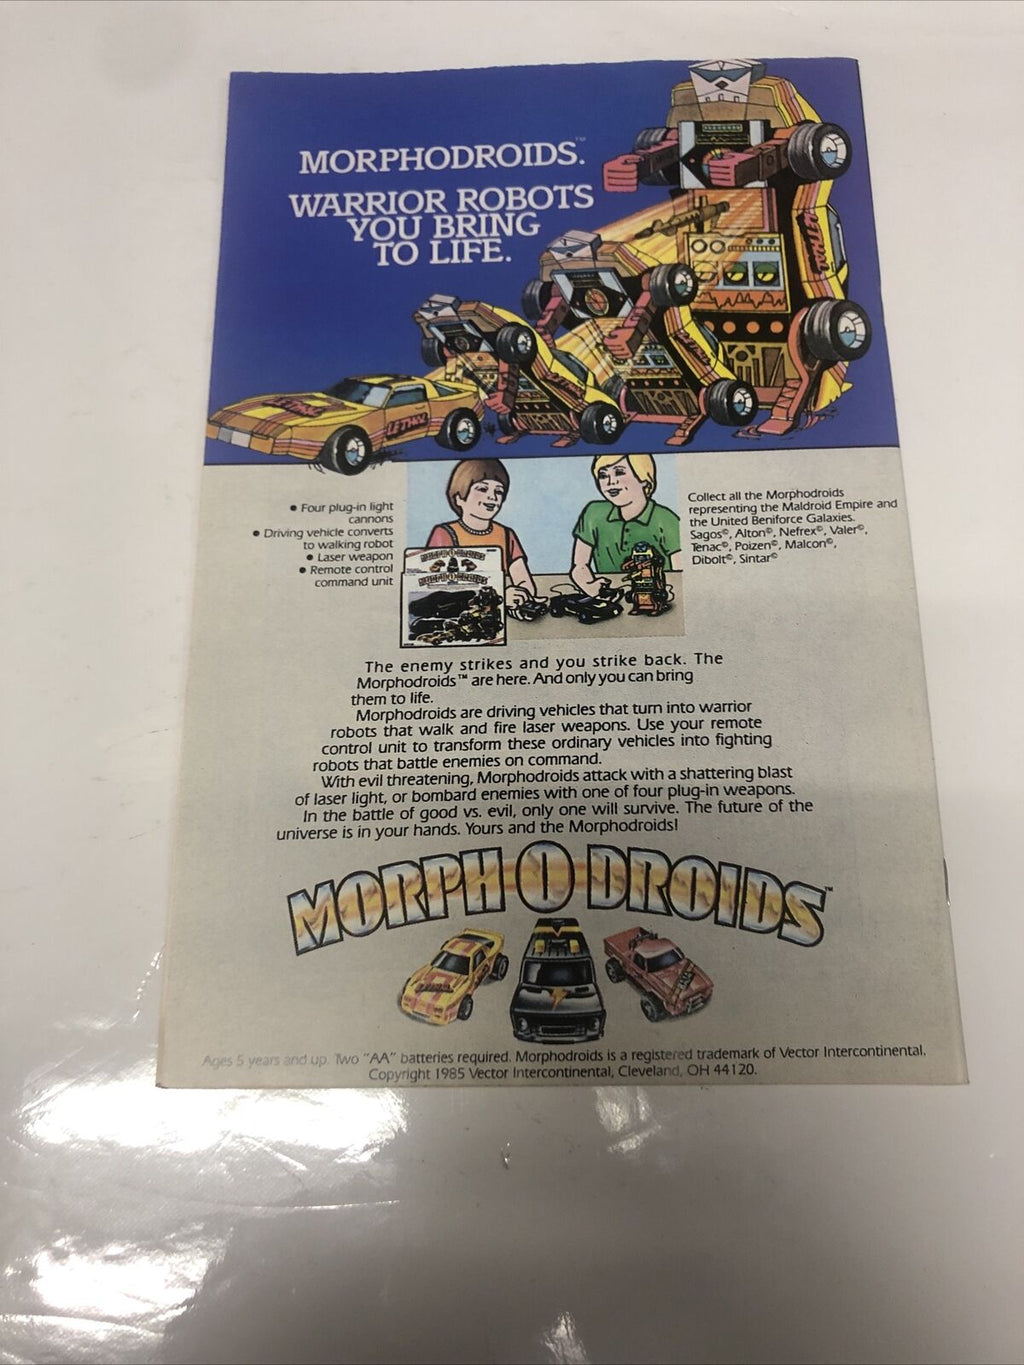 MORPHODROIDS.™
WARRIOR ROBOTS
YOU BRING
TO LIFE.
LETHAL
LETHAL
LETHAL
LETHAL
LETHAL
• Four plug-in light
cannons
• Driving vehicle converts
to walking robot
• Laser weapon
• Remote control
command unit
MORPH-O-DROIDS
MORPH-O-DROIDS
Collect all the Morphodroids
representing the Maldroid Empire and
the United Beniforce Galaxies.
Sagos©, Alton©, Nefrex©, Valer©,
Tenac©, Poizen©, Malcon©,
Dibolt©, Sintar©
The enemy strikes and you strike back. The
Morphodroids™ are here. And only you can bring
them to life.
Morphodroids are driving vehicles that turn into warrior
robots that walk and fire laser weapons. Use your remote
control unit to transform these ordinary vehicles into fighting
robots that battle enemies on command.
With evil threatening, Morphodroids attack with a shattering blast
of laser light, or bombard enemies with one of four plug-in weapons.
In the battle of good vs. evil, only one will survive. The future of the
universe is in your hands. Yours and the Morphodroids!
MORPH O DROIDS™
Ages 5 years and up. Two "AA" batteries required. Morphodroids is a registered trademark of Vector Intercontinental.
Copyright 1985 Vector Intercontinental, Cleveland, OH 44120.